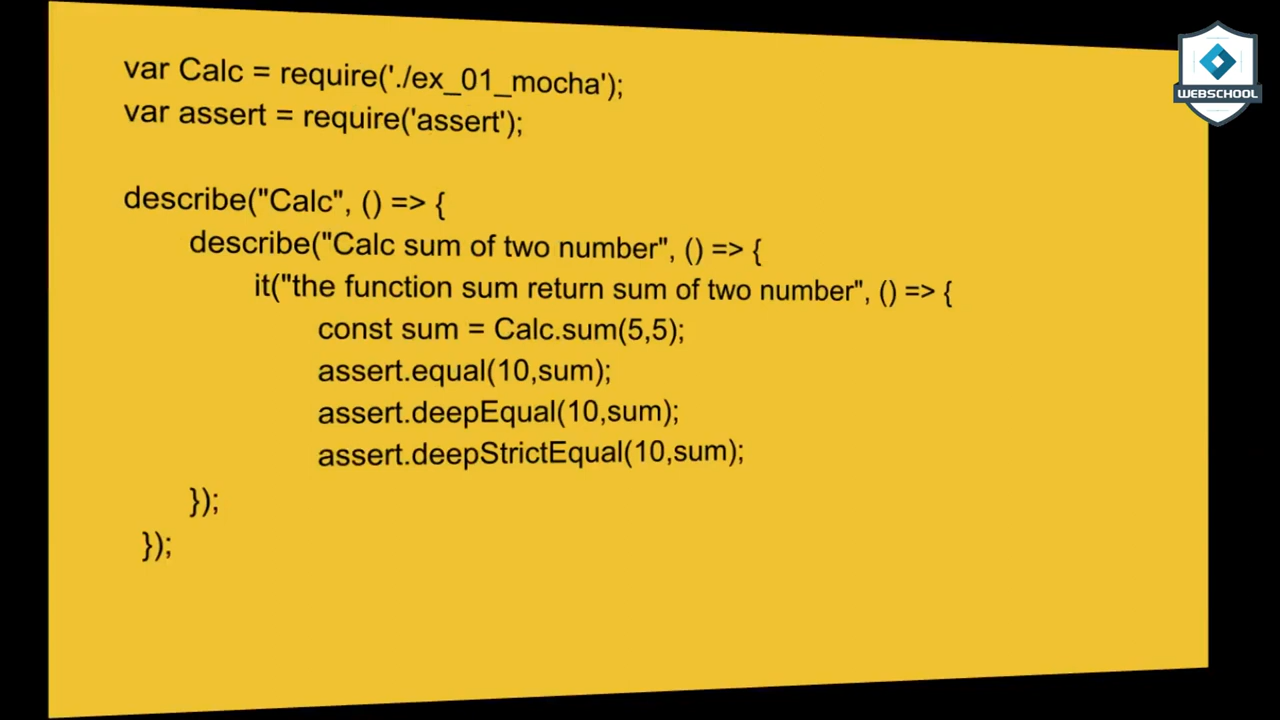 var Calc = require('./ex_01_mocha');
var assert = require('assert');
describe("Calc", () => {
describe("Calc sum of two number", () => {
it("the function sum return sum of two number", () => {
const sum = Calc.sum(5,5);
assert.equal(10,sum);
assert.deepEqual(10,sum);
assert.deepStrictEqual(10,sum);
});
});
WEBSCHOOL